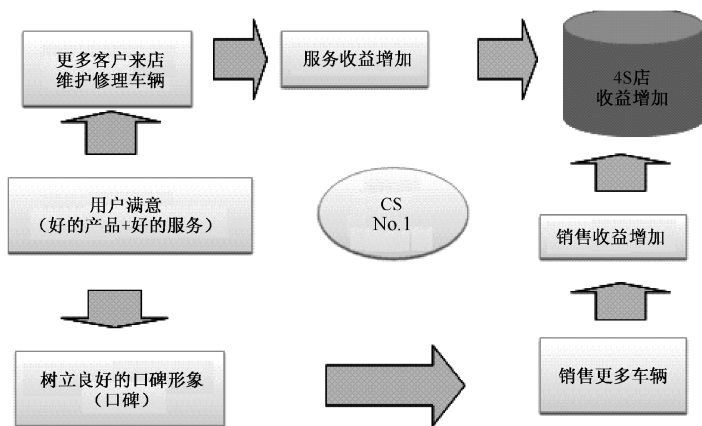 更多客户来店
维护修理车辆
服务收益增加
4S店
收益增加
用户满意
（好的产品+好的服务）
CS
No.1
销售收益增加
树立良好的口碑形象
（口碑）
销售更多车辆